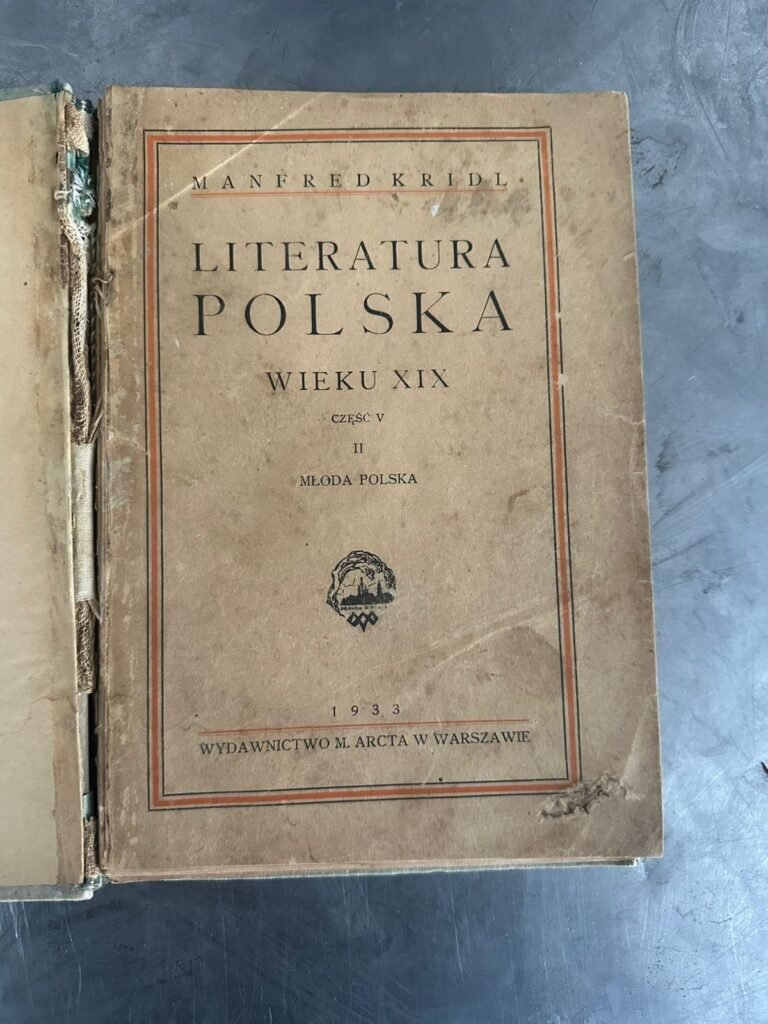 MANFRED KRIDL
LITERATURA
POLSKA
WIEKU XIX
CZĘŚĆ V
II
MŁODA POLSKA
1933
WYDAWNICTWO M. ARCTA W WARSZAWIE